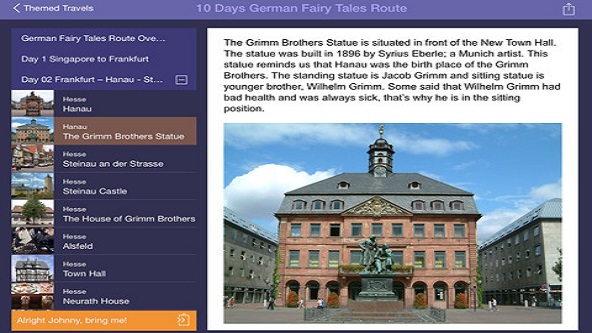 Themed Travels
10 Days German Fairy Tales Route
German Fairy Tales Route Ove...
Day 1 Singapore to Frankfurt
Day 02 Frankfurt – Hanau - St...
Hesse
Hanau
Hanau
The Grimm Brothers Statue
Hesse
Steinau an der Strasse
Hesse
Steinau Castle
Hesse
The House of Grimm Brothers
Hesse
Alsfeld
Hesse
Town Hall
Hesse
Neurath House
Alright Johnny, bring me!
The Grimm Brothers Statue is situated in front of the New Town Hall.
The statue was built in 1896 by Syrius Eberle; a Munich artist. This
statue reminds us that Hanau was the birth place of the Grimm
Brothers. The standing statue is Jacob Grimm and sitting statue is
younger brother, Wilhelm Grimm. Some said that Wilhelm Grimm had
bad health and was always sick, that's why he is in the sitting
position.